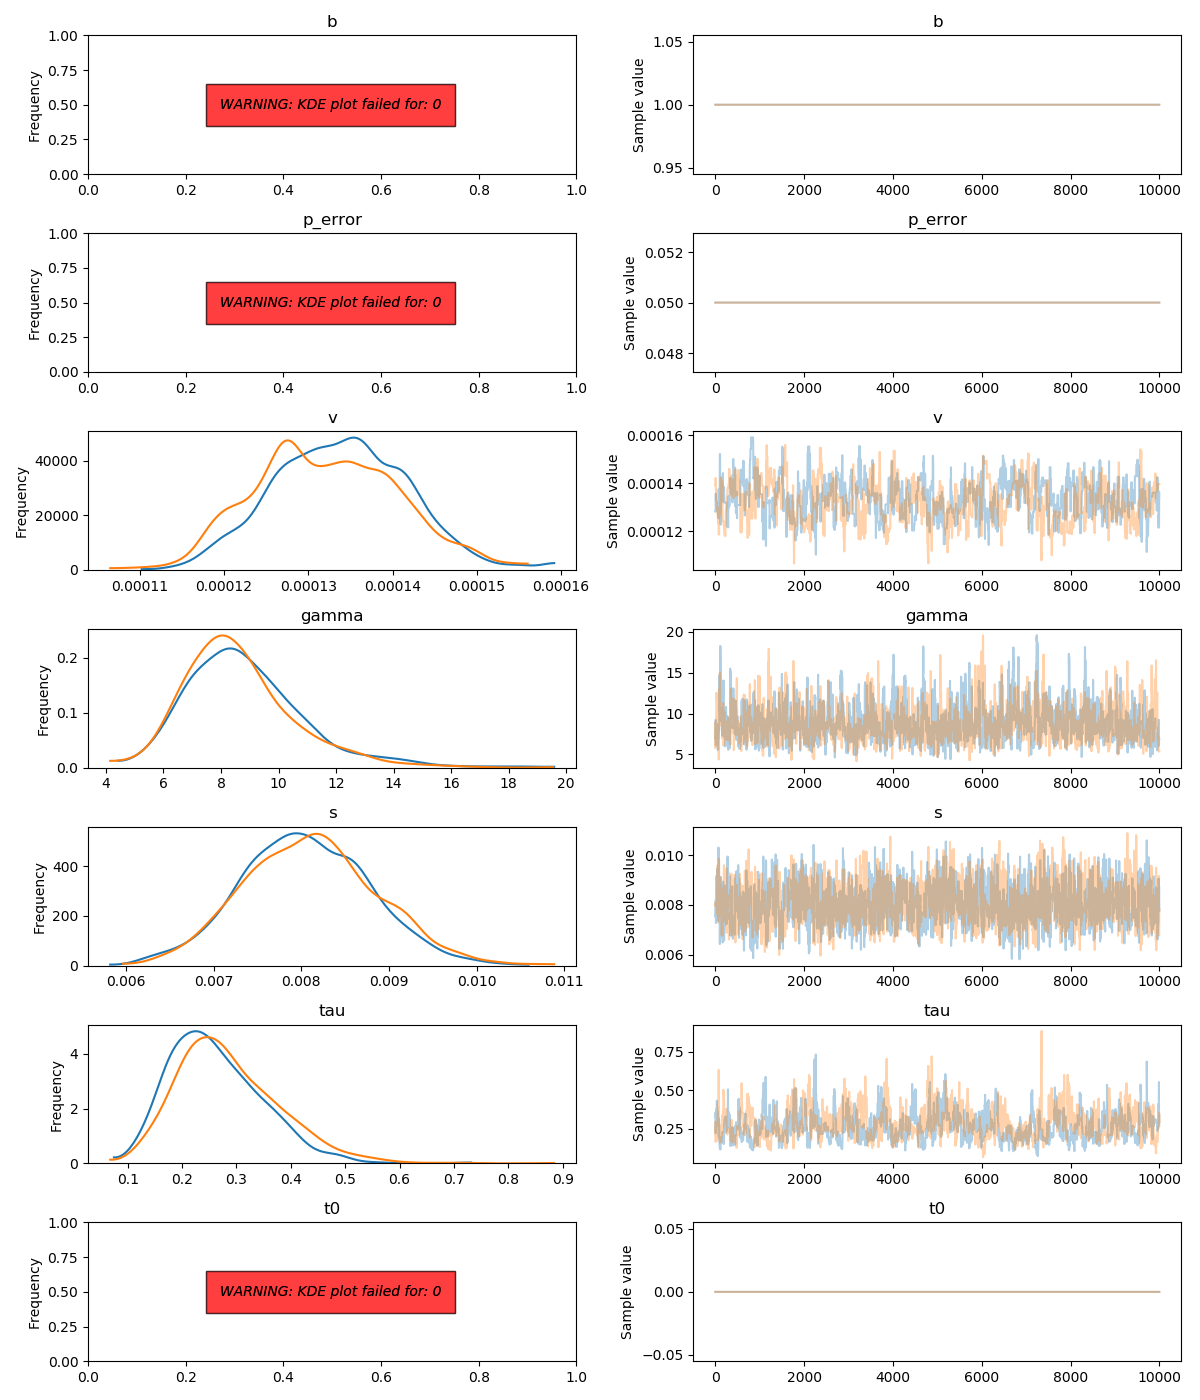 b
b
1.00
0.75
0.50
0.25
0.00
Frequency
WARNING: KDE plot failed for: 0
0.0 0.2 0.4 0.6 0.8 1.0
1.05
1.00
0.95
Sample value
0 2000 4000 6000 8000 10000
p_error
p_error
1.00
0.75
0.50
0.25
0.00
Frequency
WARNING: KDE plot failed for: 0
0.0 0.2 0.4 0.6 0.8 1.0
0.052
0.050
0.048
Sample value
0 2000 4000 6000 8000 10000
v
v
40000
20000
0
Frequency
0.00011 0.00012 0.00013 0.00014 0.00015 0.00016
0.00016
0.00014
0.00012
Sample value
0 2000 4000 6000 8000 10000
gamma
gamma
0.2
0.1
0.0
Frequency
4 6 8 10 12 14 16 18 20
20
15
10
5
Sample value
0 2000 4000 6000 8000 10000
s
s
400
200
0
Frequency
0.006 0.007 0.008 0.009 0.010 0.011
0.010
0.008
0.006
Sample value
0 2000 4000 6000 8000 10000
tau
tau
4
2
0
Frequency
0.1 0.2 0.3 0.4 0.5 0.6 0.7 0.8 0.9
0.75
0.50
0.25
Sample value
0 2000 4000 6000 8000 10000
t0
t0
1.00
0.75
0.50
0.25
0.00
Frequency
WARNING: KDE plot failed for: 0
0.0 0.2 0.4 0.6 0.8 1.0
0.05
0.00
−0.05
Sample value
0 2000 4000 6000 8000 10000